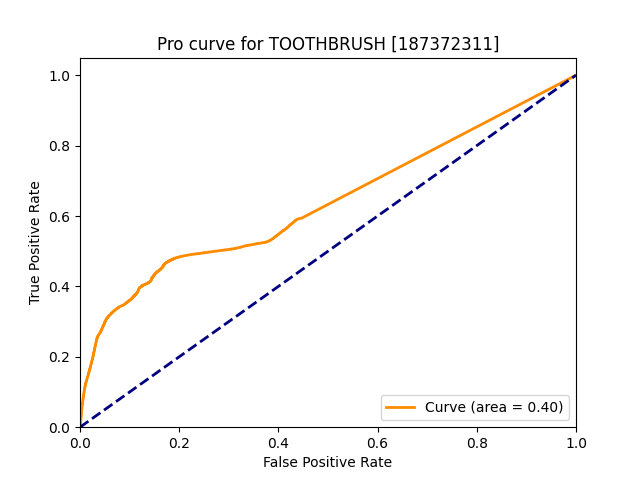 Pro curve for TOOTHBRUSH [187372311]
True Positive Rate
1.0
0.8
0.6
0.4
0.2
0.0
0.0 0.2 0.4 0.6 0.8 1.0
False Positive Rate
Curve (area = 0.40)